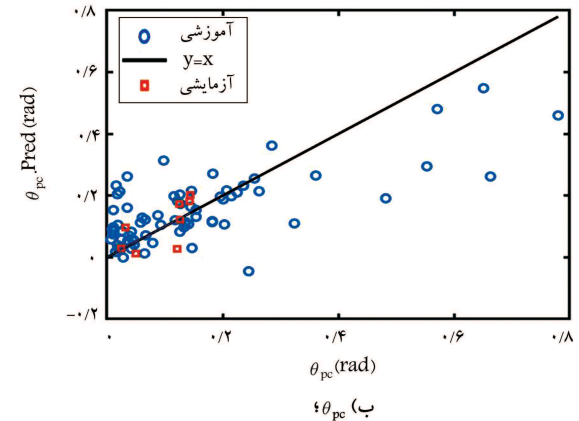 ۰/۸
۰/۶
۰/۴
۰/۲
۰
-۰/۲
θpc.Pred (rad)
آموزشی
y=x
آزمایشی
۰ ۰/۲ ۰/۴ ۰/۶ ۰/۸
θpc(rad)
ب) θpc؛